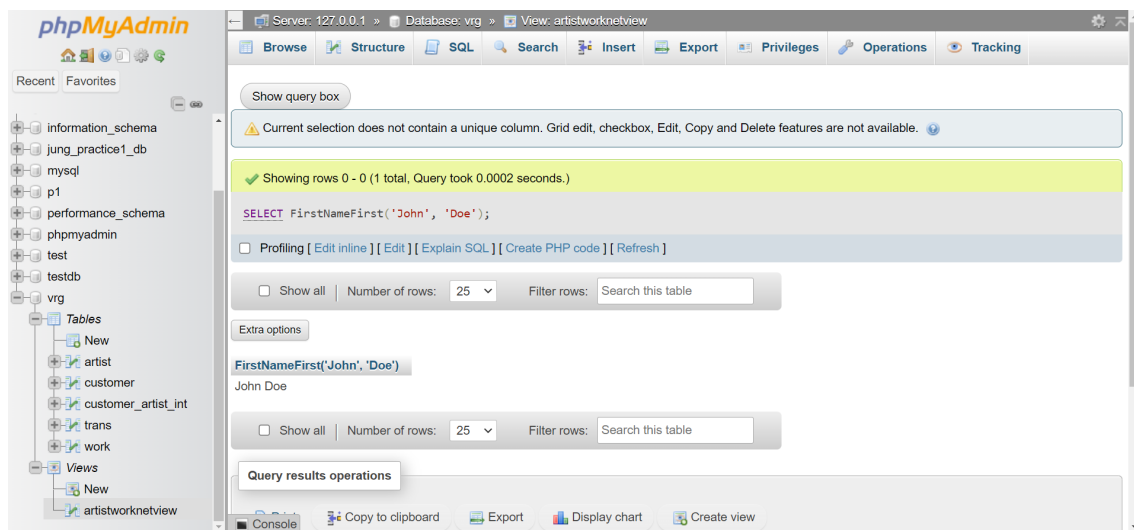 phpMyAdmin
Recent Favorites
information_schema
jung_practice1_db
mysql
p1
performance_schema
phpmyadmin
test
testdb
vrg
Tables
New
artist
customer
customer_artist_int
trans
work
Views
New
artistworknetview
Server: 127.0.0.1 » Database: vrg » View: artistworknetview
Browse Structure SQL Search Insert Export Privileges Operations Tracking
Show query box
Current selection does not contain a unique column. Grid edit, checkbox, Edit, Copy and Delete features are not available.
Showing rows 0 - 0 (1 total, Query took 0.0002 seconds.)
SELECT FirstNameFirst('John', 'Doe');
Profiling [ Edit inline ] [ Edit ] [ Explain SQL ] [ Create PHP code ] [ Refresh ]
Show all | Number of rows: 25 Filter rows: Search this table
Extra options
FirstNameFirst('John', 'Doe')
John Doe
Show all | Number of rows: 25 Filter rows: Search this table
Query results operations
Copy to clipboard Export Display chart Create view
Console